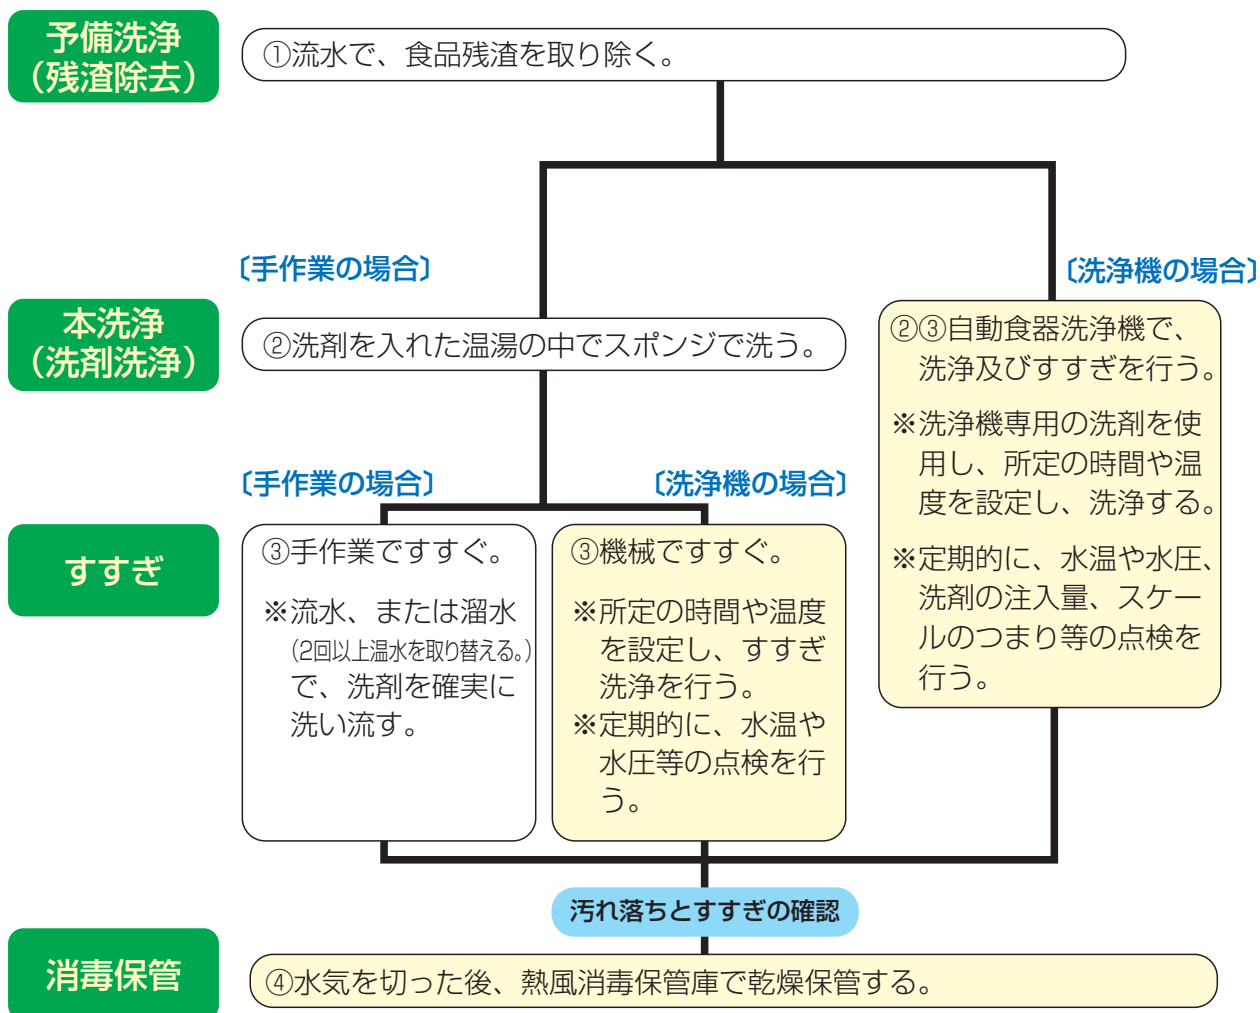 予備洗浄
（残渣除去）
①流水で、食品残渣を取り除く。
〔手作業の場合〕
〔洗浄機の場合〕
本洗浄
（洗剤洗浄）
②洗剤を入れた温湯の中でスポンジで洗う。
②③自動食器洗浄機で、
洗浄及びすすぎを行う。
※洗浄機専用の洗剤を使
用し、所定の時間や温
度を設定し、洗浄する。
※定期的に、水温や水圧、
洗剤の注入量、スケー
ルのつまり等の点検を
行う。
〔手作業の場合〕
〔洗浄機の場合〕
すすぎ
③手作業ですすぐ。
※流水、または溜水
（2回以上温水を取り替える。）
で、洗剤を確実に
洗い流す。
③機械ですすぐ。
※所定の時間や温度
を設定し、すすぎ
洗浄を行う。
※定期的に、水温や
水圧等の点検を行
う。
汚れ落ちとすすぎの確認
消毒保管
④水気を切った後、熱風消毒保管庫で乾燥保管する。